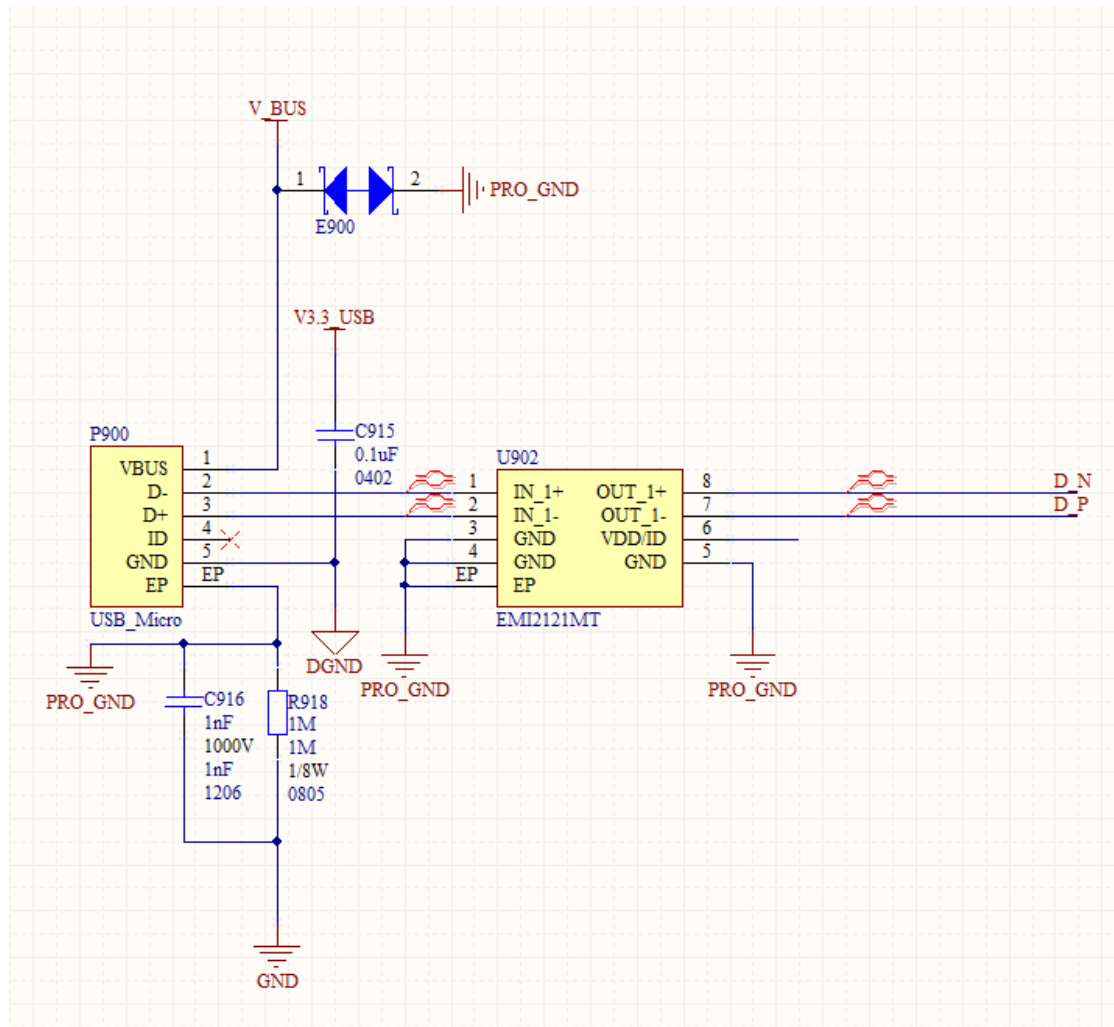 V_BUS
1
2
PRO_GND
E900
V3.3_USB
C915
0.1uF
0402
P900
VBUS 1
D- 2
D+ 3
ID 4
GND 5
EP EP
USB_Micro
DGND
U902
1 IN_1+ OUT_1+ 8
2 IN_1- OUT_1- 7
3 GND VDD/ID 6
4 GND GND 5
EP EP
EMI2121MT
D_N
D_P
PRO_GND
PRO_GND
PRO_GND
C916
1nF
1000V
1nF
1206
R918
1M
1M
1/8W
0805
GND